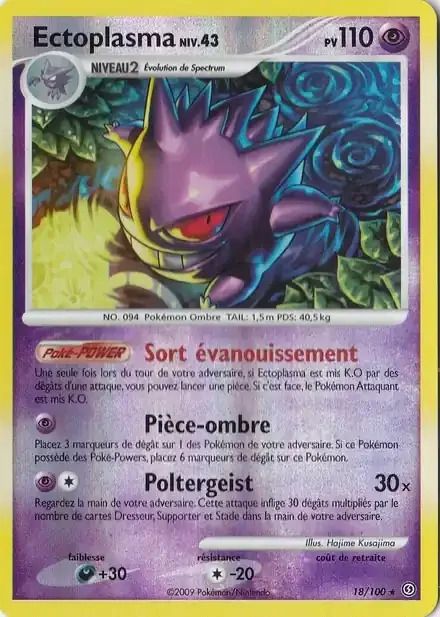 Ectoplasma NIV.43 PV110
NIVEAU2 Évolution de Spectrum
NO. 094 Pokémon Ombre TAIL: 1,5m PDS: 40,5kg
Poké-POWER Sort évanouissement
Une seule fois lors du tour de votre adversaire, si Ectoplasma est mis K.O par des
dégâts d'une attaque, vous pouvez lancer une pièce. Si c'est face, le Pokémon Attaquant
est mis K.O.
Pièce-ombre
Placez 3 marqueurs de dégât sur 1 des Pokémon de votre adversaire. Si ce Pokémon
possède des Poké-Powers, placez 6 marqueurs de dégât sur ce Pokémon.
Poltergeist 30x
Regardez la main de votre adversaire. Cette attaque inflige 30 dégâts multipliés par le
nombre de cartes Dresseur, Supporter et Stade dans la main de votre adversaire.
Illus. Hajime Kusajima
faiblesse résistance coût de retraite
+30 -20
©2009 Pokémon/Nintendo 18/100 ★